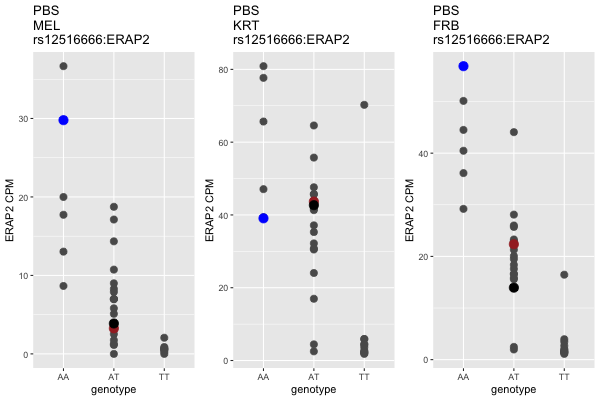 PBS
MEL
rs12516666:ERAP2
ERAP2 CPM
30
20
10
0
AA AT TT
genotype
PBS
KRT
rs12516666:ERAP2
ERAP2 CPM
80
60
40
20
0
AA AT TT
genotype
PBS
FRB
rs12516666:ERAP2
ERAP2 CPM
40
20
0
AA AT TT
genotype